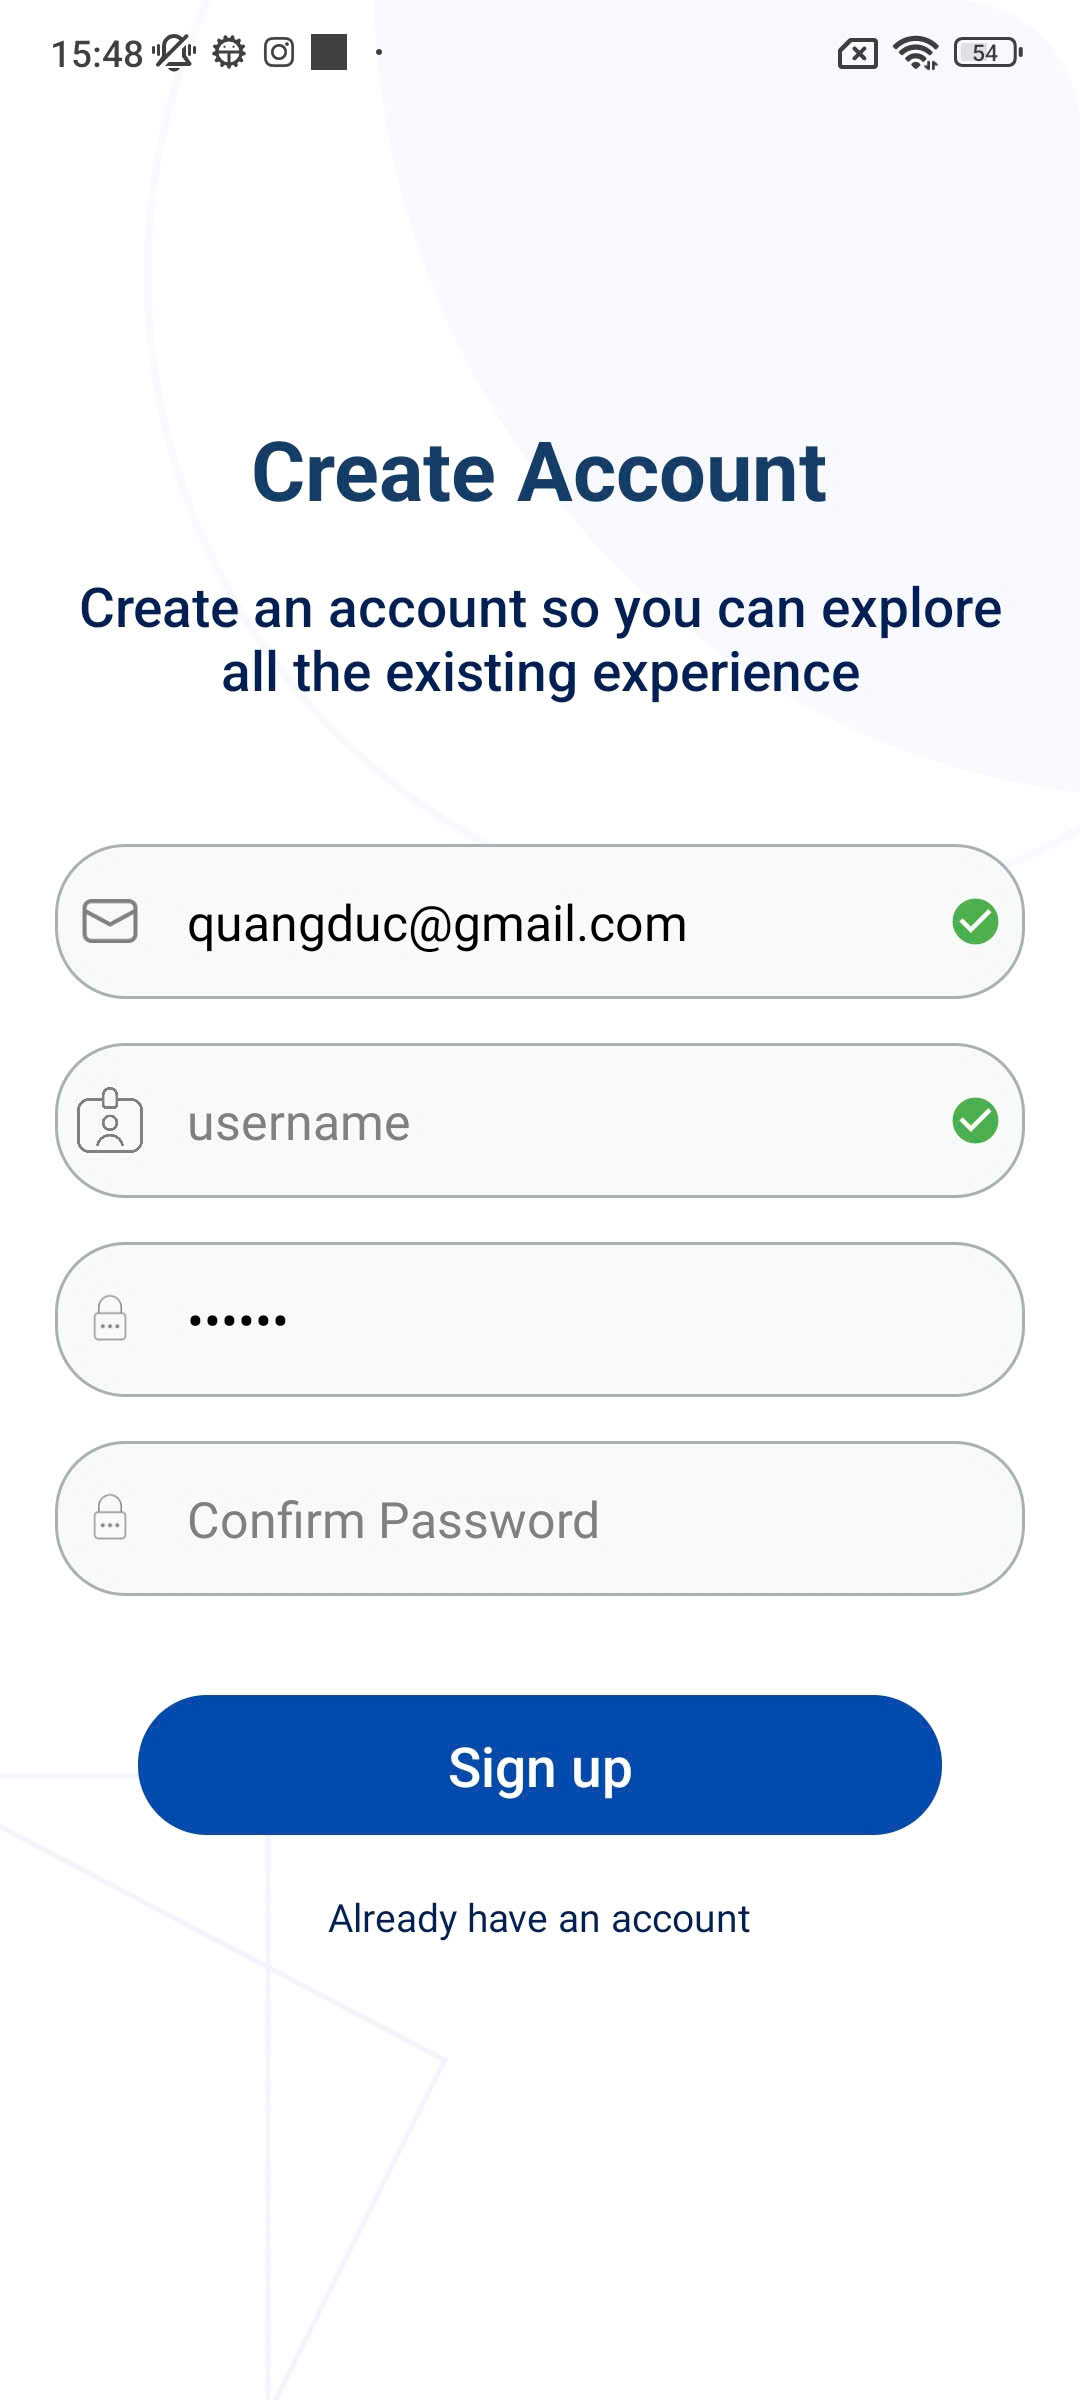 15:48
54
Create Account
Create an account so you can explore
all the existing experience
quangduc@gmail.com
username
••••••
Confirm Password
Sign up
Already have an account